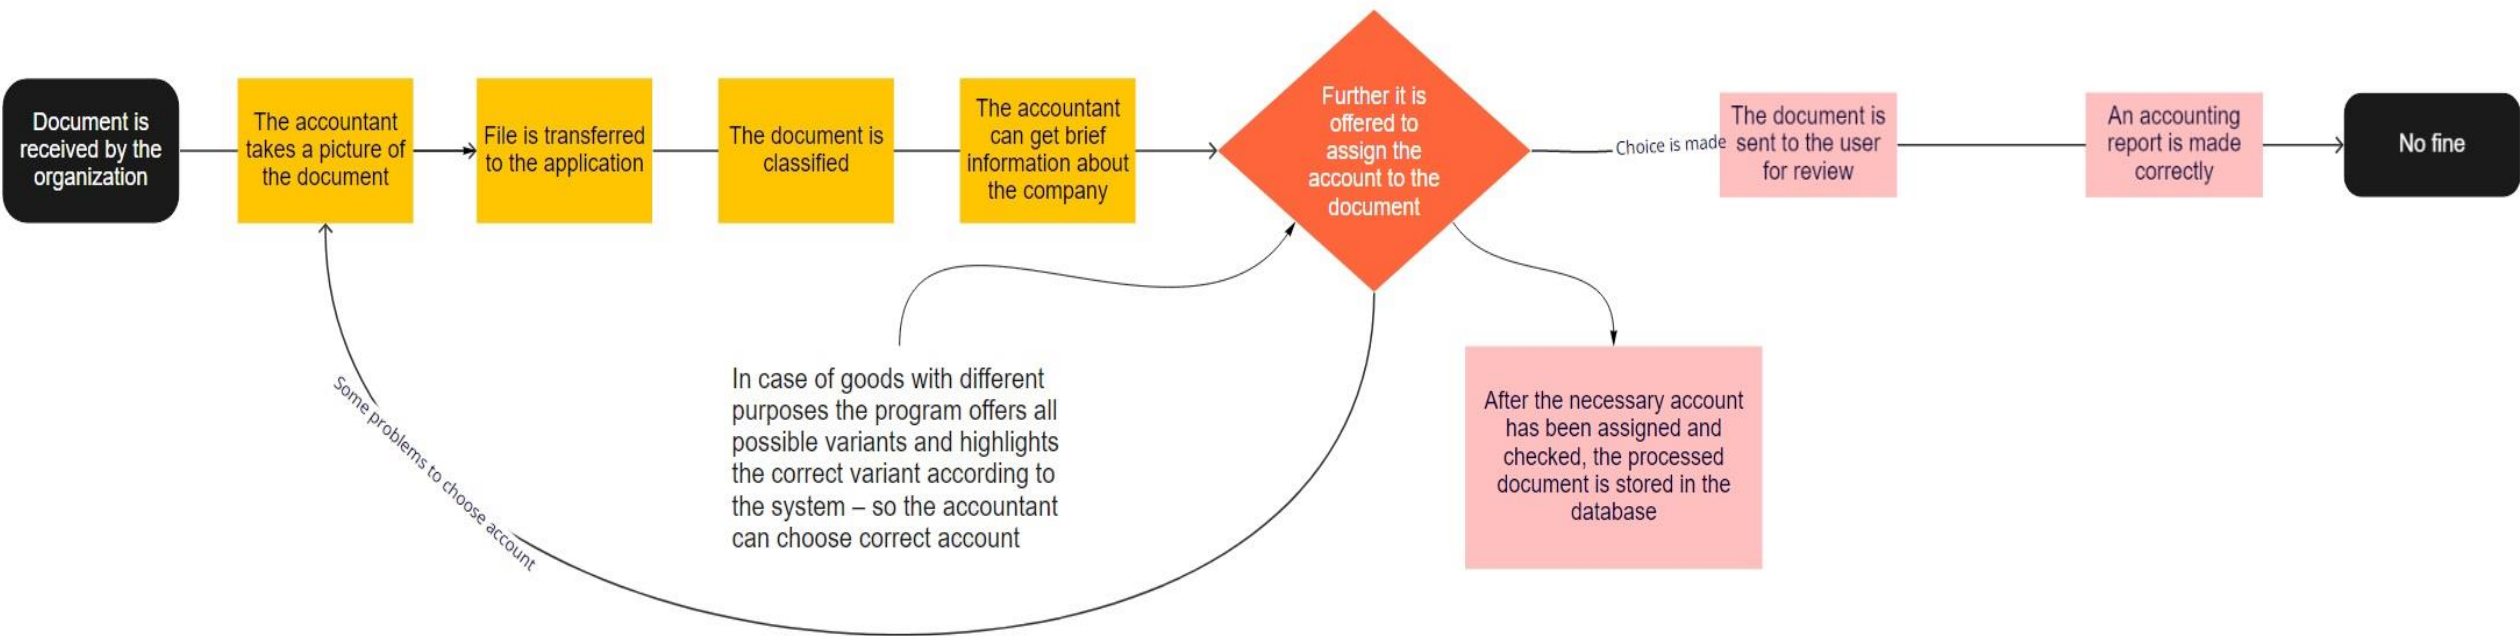 Document is
received by the
organization
The accountant
takes a picture of
the document
File is transferred
to the application
The document is
classified
The accountant
can get brief
information about
the company
Further it is
offered to
assign the
account to the
document
Choice is made
The document is
sent to the user
for review
An accounting
report is made
correctly
No fine
Some problems to choose account
In case of goods with different
purposes the program offers all
possible variants and highlights
the correct variant according to
the system – so the accountant
can choose correct account
After the necessary account
has been assigned and
checked, the processed
document is stored in the
database